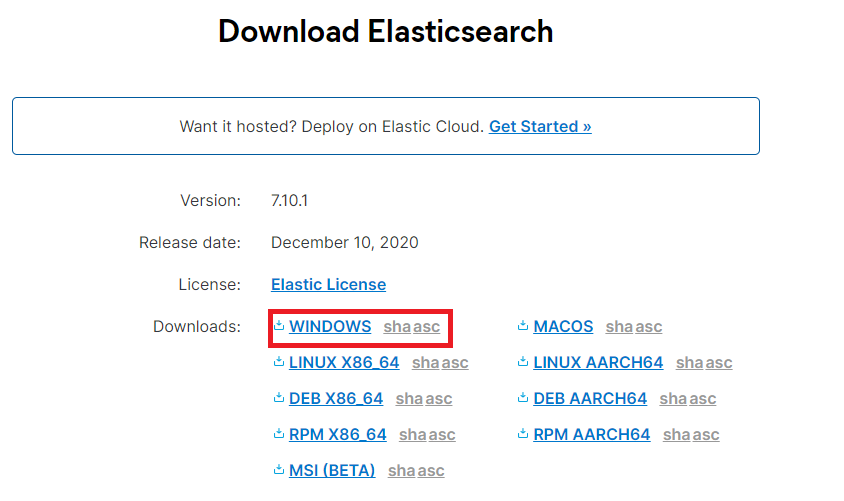 Download Elasticsearch
Want it hosted? Deploy on Elastic Cloud. Get Started »
Version: 7.10.1
Release date: December 10, 2020
License: Elastic License
Downloads: WINDOWS sha asc MACOS sha asc
LINUX X86_64 sha asc LINUX AARCH64 sha asc
DEB X86_64 sha asc DEB AARCH64 sha asc
RPM X86_64 sha asc RPM AARCH64 sha asc
MSI (BETA) sha asc